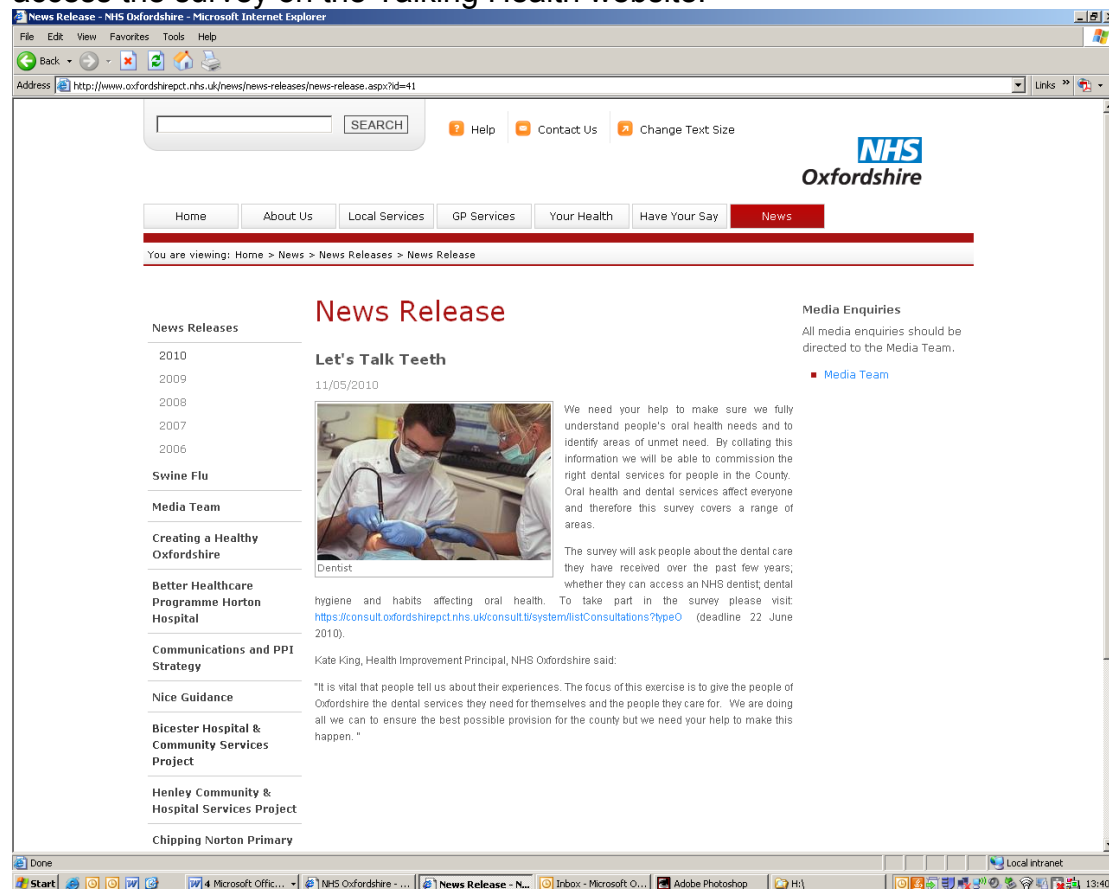 access the survey on the Talking Health website.
News Release - NHS Oxfordshire - Microsoft Internet Explorer
File Edit View Favorites Tools Help
Back
Address http://www.oxfordshirepct.nhs.uk/news/news-releases/news-release.aspx?id=41 Links »
SEARCH Help Contact Us Change Text Size
NHS
Oxfordshire
Home About Us Local Services GP Services Your Health Have Your Say News
You are viewing: Home > News > News Releases > News Release
News Releases
2010
2009
2008
2007
2006
Swine Flu
Media Team
Creating a Healthy
Oxfordshire
Better Healthcare
Programme Horton
Hospital
Communications and PPI
Strategy
Nice Guidance
Bicester Hospital &
Community Services
Project
Henley Community &
Hospital Services Project
Chipping Norton Primary
News Release
Let's Talk Teeth
11/05/2010
Dentist
We need your help to make sure we fully
understand people's oral health needs and to
identify areas of unmet need. By collating this
information we will be able to commission the
right dental services for people in the County.
Oral health and dental services affect everyone
and therefore this survey covers a range of
areas.
The survey will ask people about the dental care
they have received over the past few years;
whether they can access an NHS dentist; dental
hygiene and habits affecting oral health. To take part in the survey please visit:
https://consult.oxfordshirepct.nhs.uk/consult.ti/system/listConsultations?typeO (deadline 22 June
2010).
Kate King, Health Improvement Principal, NHS Oxfordshire said:
"It is vital that people tell us about their experiences. The focus of this exercise is to give the people of
Oxfordshire the dental services they need for themselves and the people they care for. We are doing
all we can to ensure the best possible provision for the county but we need your help to make this
happen. "
Media Enquiries
All media enquiries should be
directed to the Media Team.
Media Team
Done Local intranet
Start 4 Microsoft Offic... NHS Oxfordshire - ... News Release - N... Inbox - Microsoft O... Adobe Photoshop H:\ 13:40